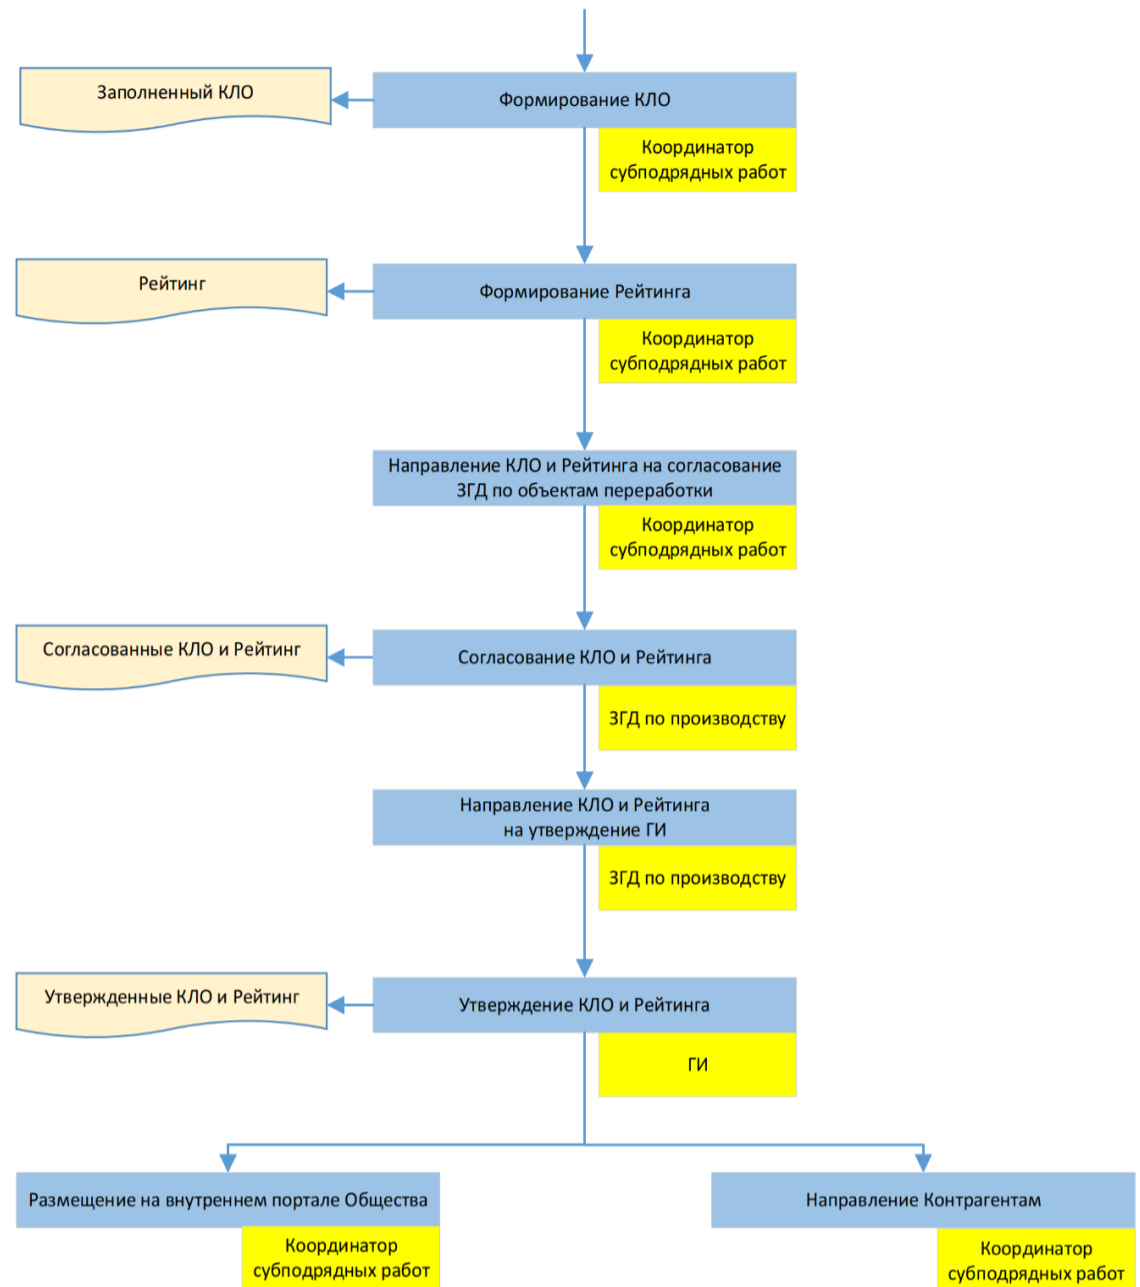 Заполненный КЛО
Формирование КЛО
Координатор
субподрядных работ
Рейтинг
Формирование Рейтинга
Координатор
субподрядных работ
Направление КЛО и Рейтинга на согласование
ЗГД по объектам переработки
Координатор
субподрядных работ
Согласованные КЛО и Рейтинг
Согласование КЛО и Рейтинга
ЗГД по производству
Направление КЛО и Рейтинга
на утверждение ГИ
ЗГД по производству
Утвержденные КЛО и Рейтинг
Утверждение КЛО и Рейтинга
ГИ
Размещение на внутреннем портале Общества
Координатор
субподрядных работ
Направление Контрагентам
Координатор
субподрядных работ